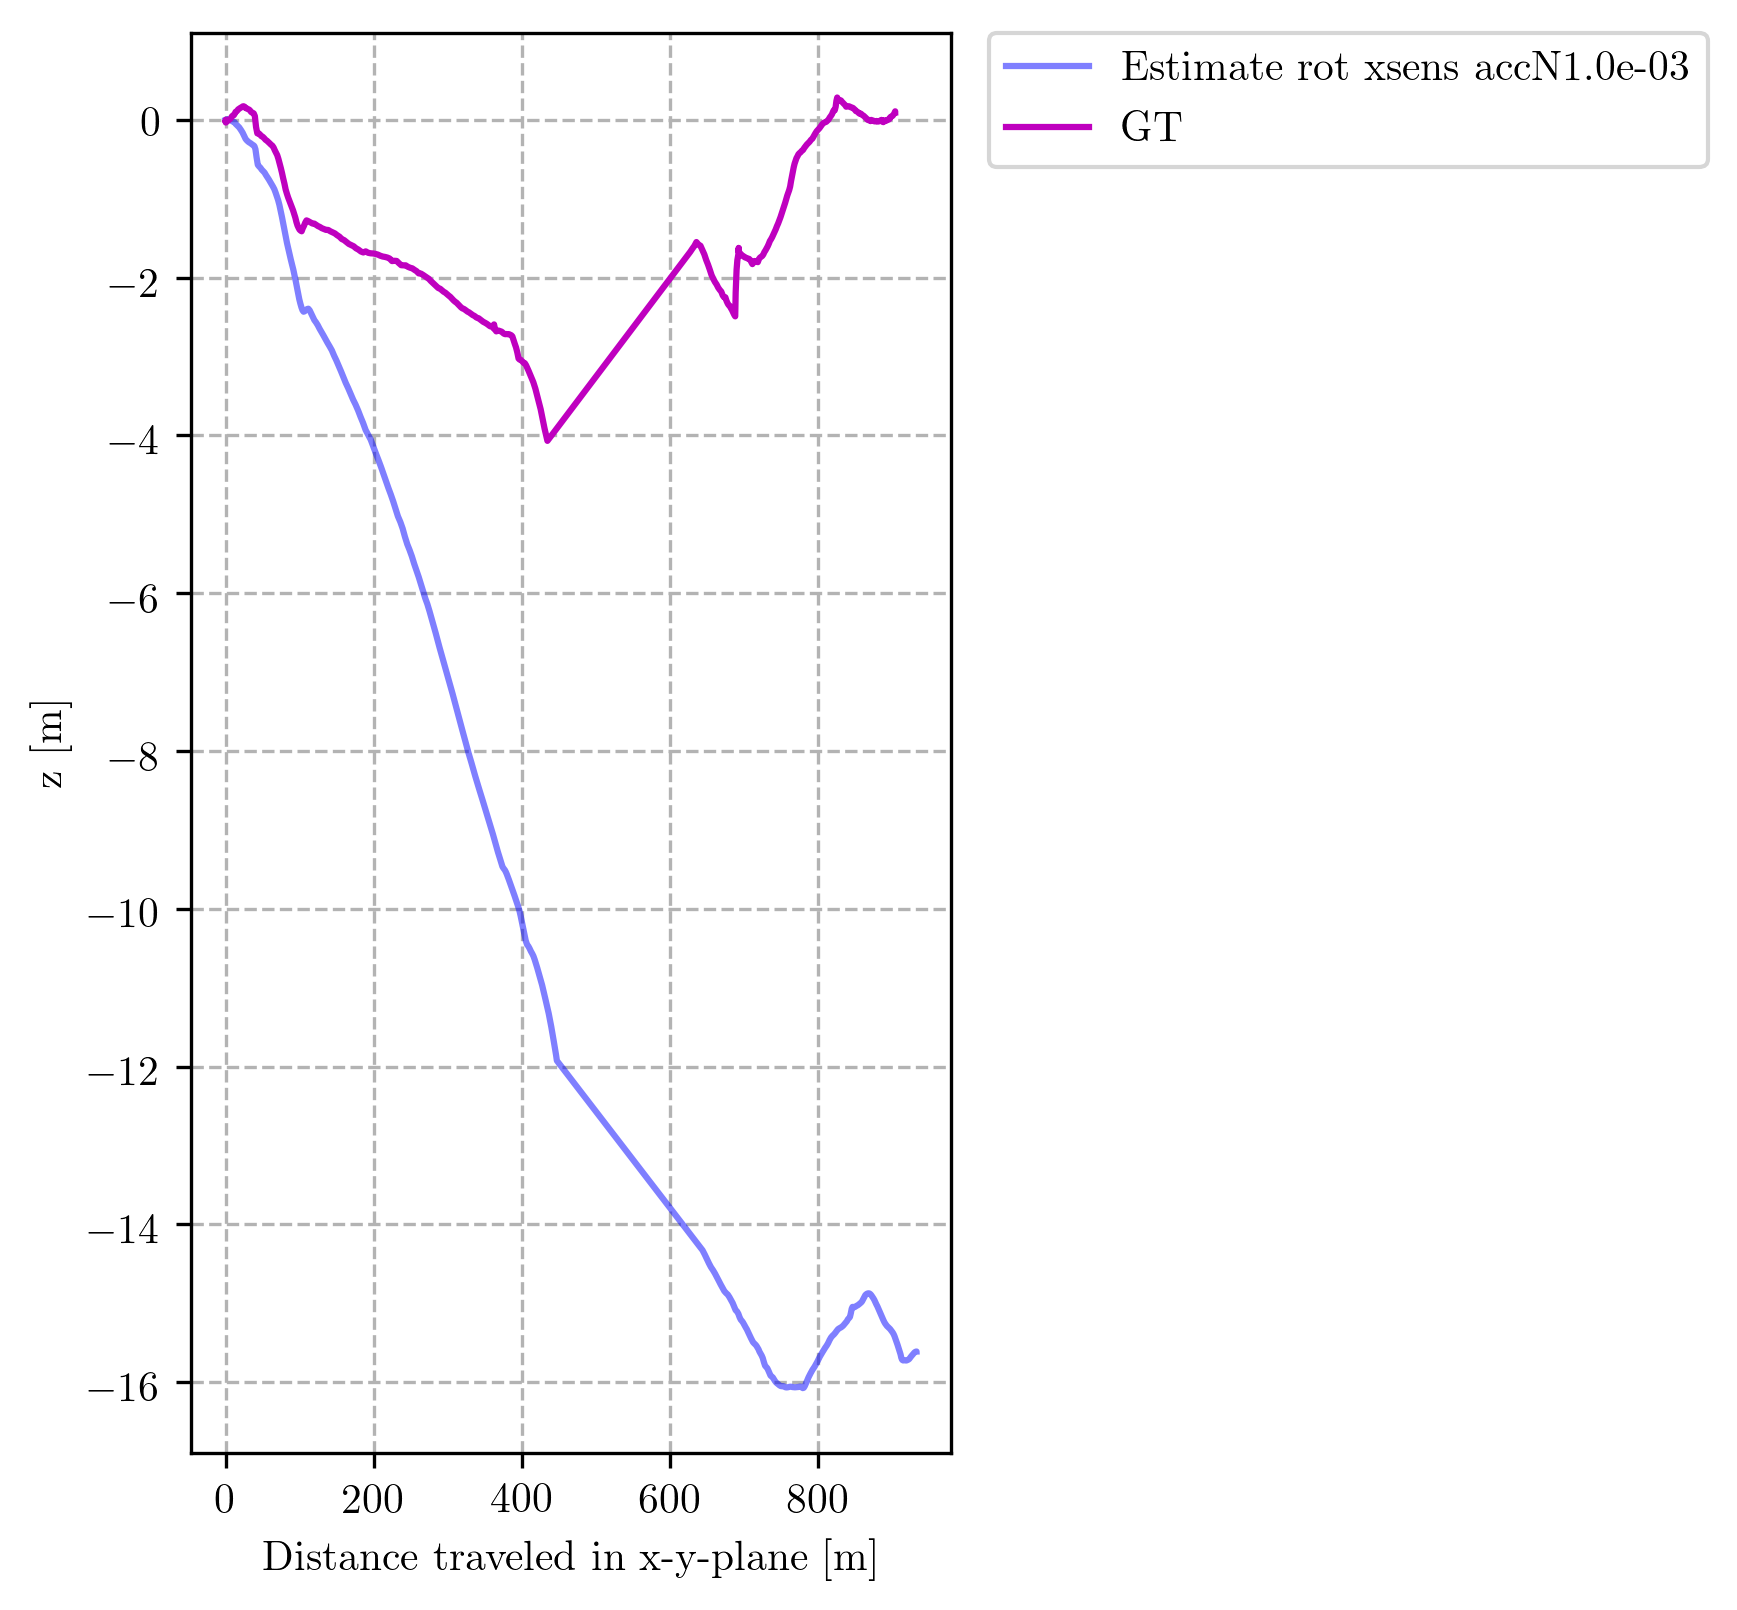 Estimate rot xsens accN1.0e-03
GT
0
−2
−4
−6
−8
−10
−12
−14
−16
z [m]
0 200 400 600 800
Distance traveled in x-y-plane [m]